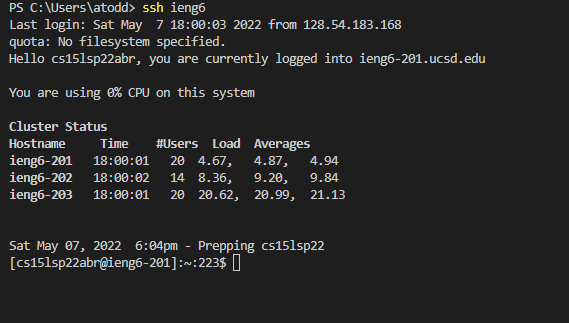 PS C:\Users\atodd> ssh ieng6
Last login: Sat May  7 18:00:03 2022 from 128.54.183.168
quota: No filesystem specified.
Hello cs15lsp22abr, you are currently logged into ieng6-201.ucsd.edu
You are using 0% CPU on this system
Cluster Status
Hostname     Time    #Users  Load  Averages
ieng6-201   18:00:01   20  4.67,   4.87,   4.94
ieng6-202   18:00:02   14  8.36,   9.20,   9.84
ieng6-203   18:00:01   20  20.62,  20.99,  21.13
Sat May 07, 2022  6:04pm - Prepping cs15lsp22
[cs15lsp22abr@ieng6-201]:~:223$